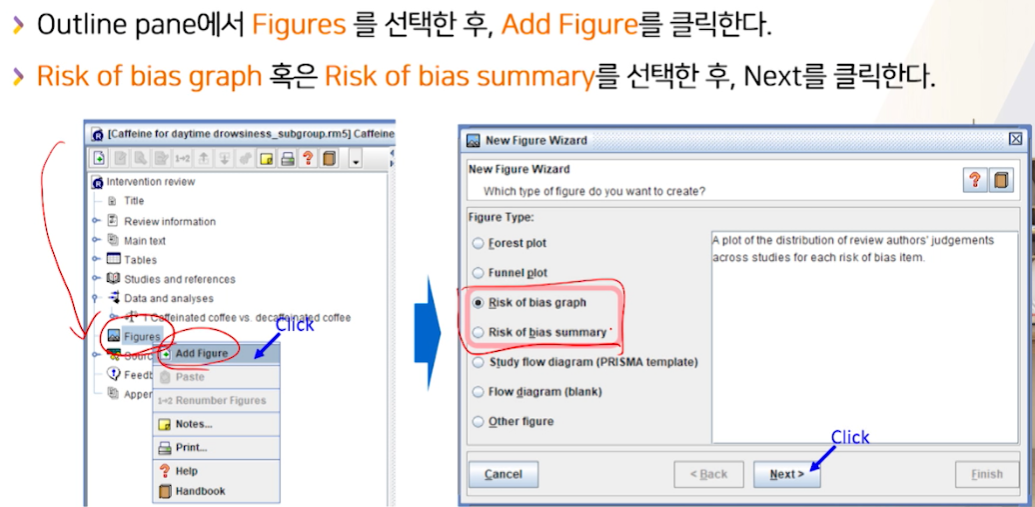 Outline pane에서 Figures 를 선택한 후, Add Figure를 클릭한다.
Risk of bias graph 혹은 Risk of bias summary를 선택한 후, Next를 클릭한다.
[Caffeine for daytime drowsiness_subgroup.rm5] Caffeine
Intervention review
Title
Review information
Main text
Tables
Studies and references
Data and analyses
1 Caffeinated coffee vs. decaffeinated coffee
Figures
Click
Sourc
Add Figure
Feedb
Paste
Apper
1→2 Renumber Figures
Notes...
Print...
Help
Handbook
New Figure Wizard
New Figure Wizard
Which type of figure do you want to create?
Figure Type:
Forest plot
Funnel plot
Risk of bias graph
Risk of bias summary
Study flow diagram (PRISMA template)
Flow diagram (blank)
Other figure
A plot of the distribution of review authors' judgements
across studies for each risk of bias item.
Click
Cancel
< Back
Next >
Finish